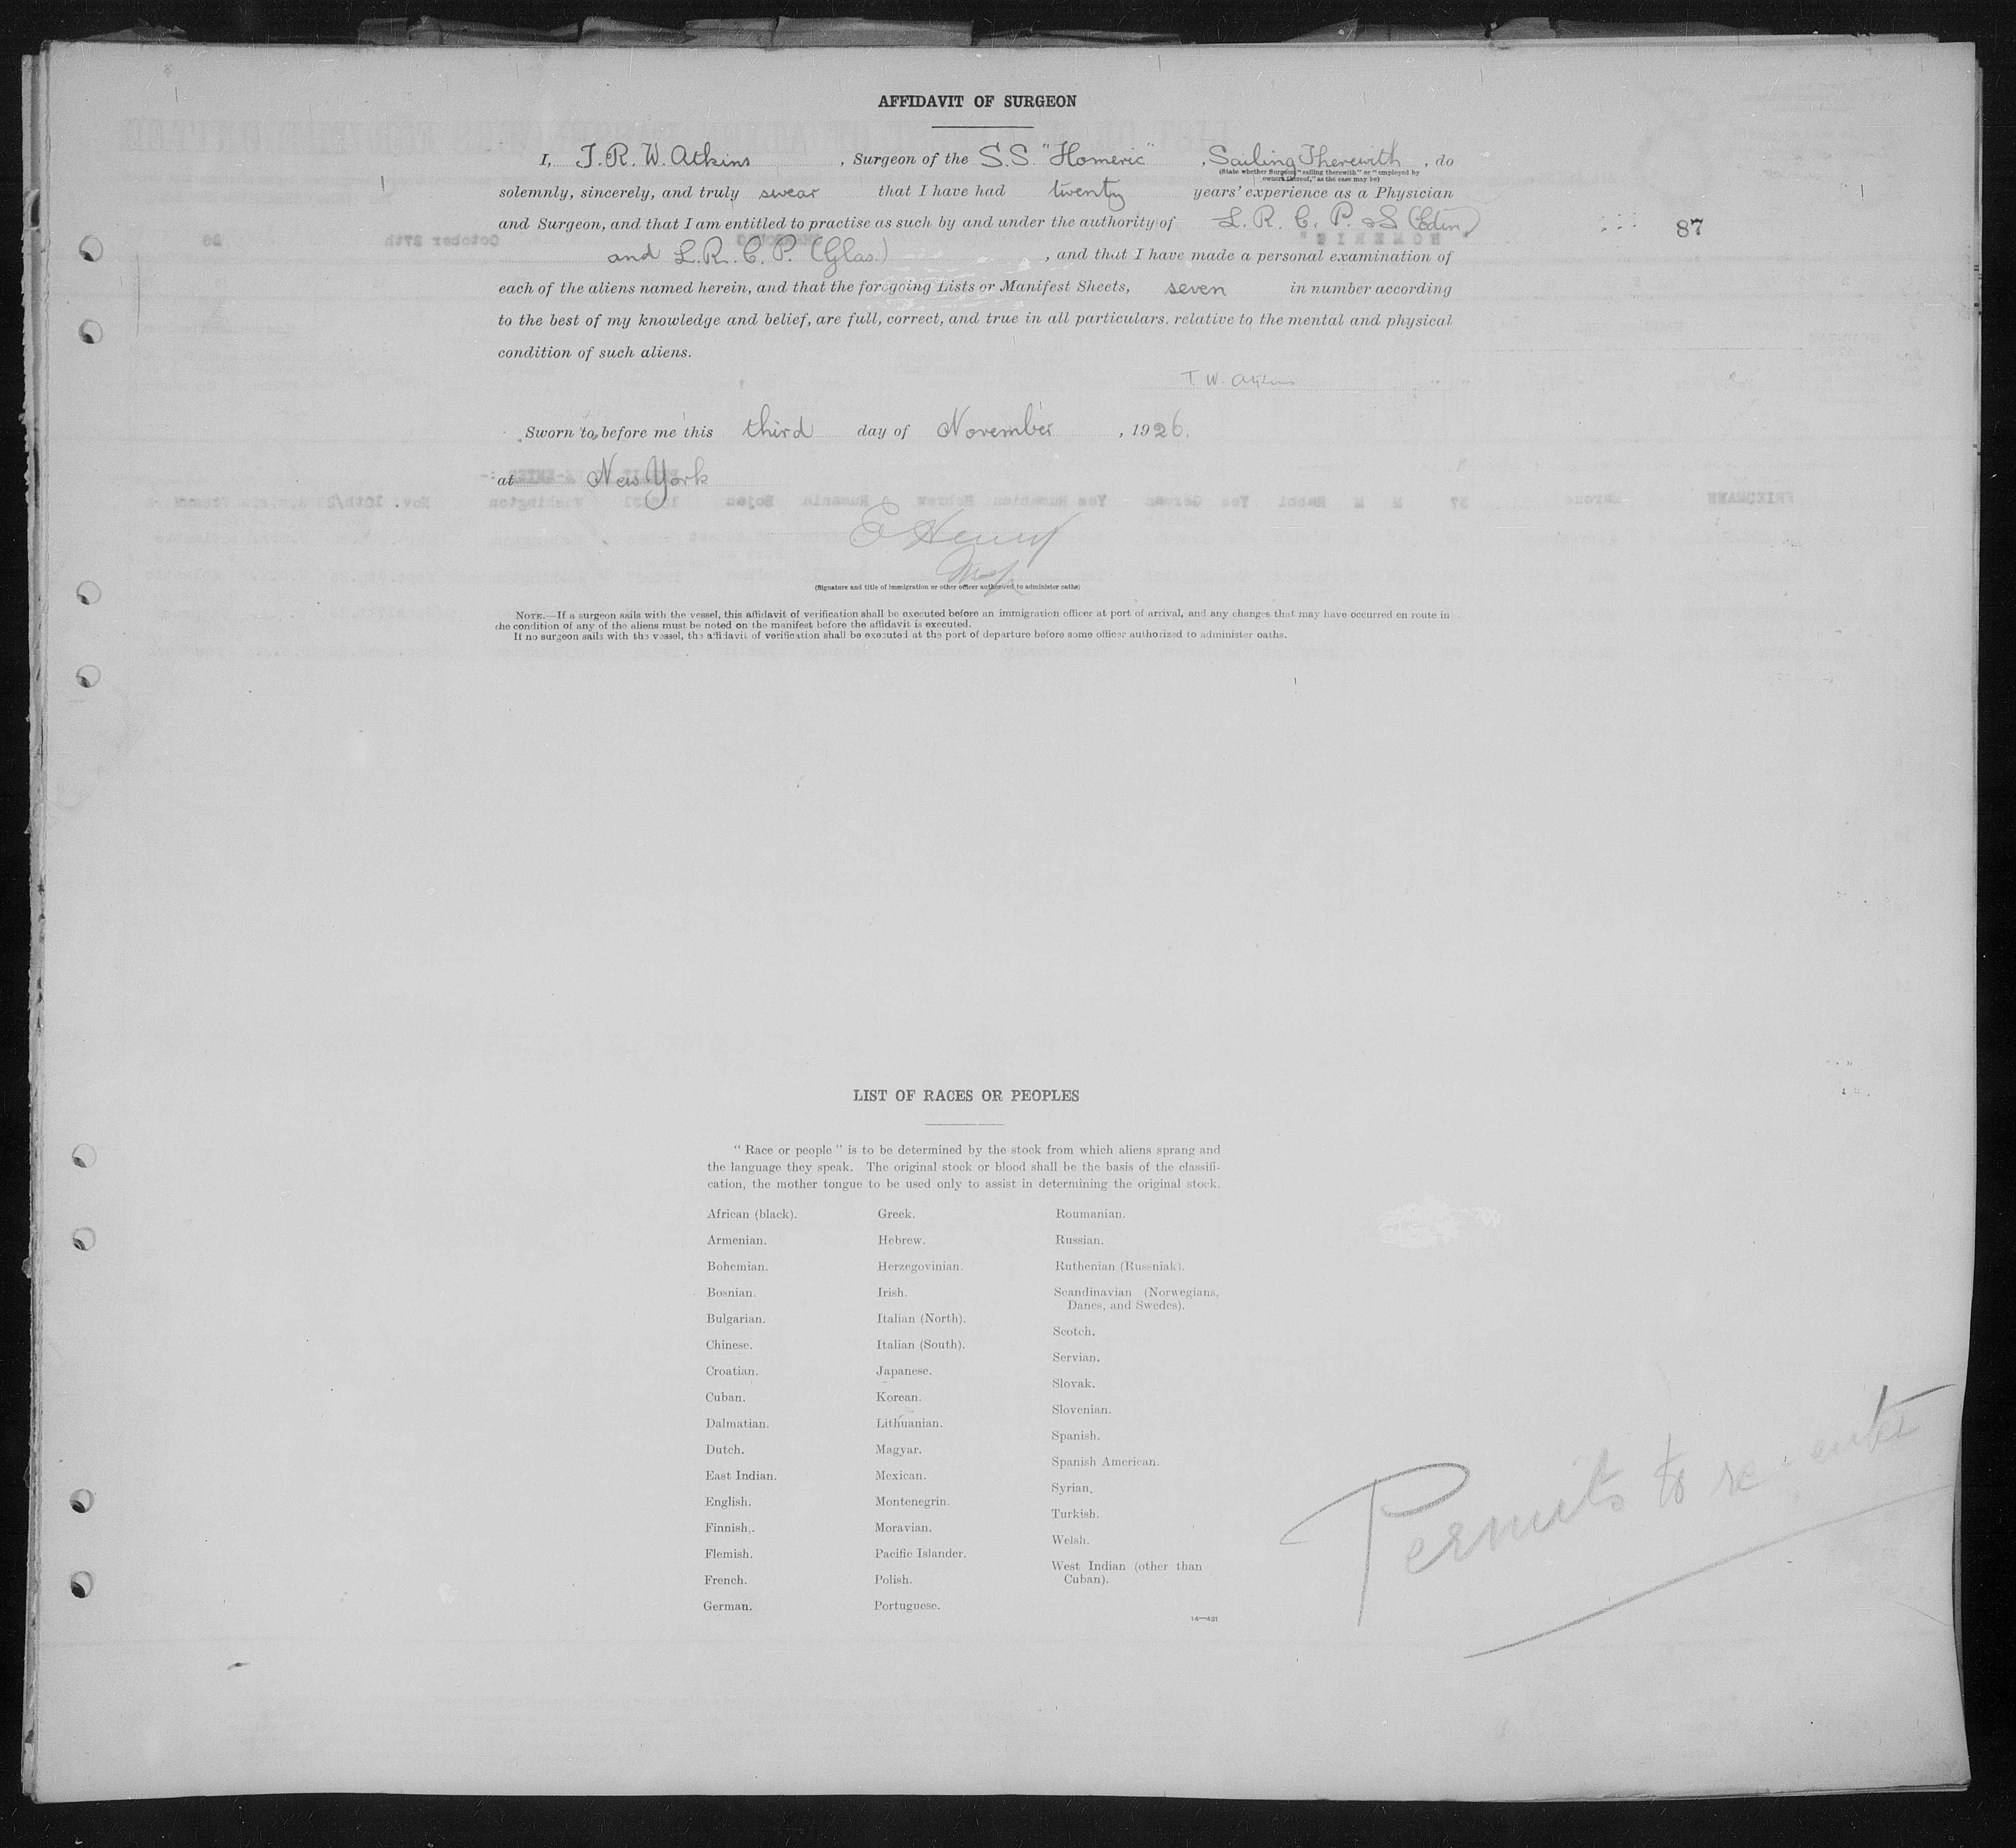 AFFIDAVIT OF SURGEON
I, J. R. W. Atkins , Surgeon of the S.S. "Homeric" , Sailing Therewith , do
(State whether Surgeon "sailing therewith" or "employed by
owners thereof," as the case may be)
solemnly, sincerely, and truly swear that I have had twenty years' experience as a Physician
and Surgeon, and that I am entitled to practise as such by and under the authority of L. R. C. P. & S (Edin)
87
and L. R. C. P. (Glas.) , and that I have made a personal examination of
each of the aliens named herein, and that the foregoing Lists or Manifest Sheets, seven in number according
to the best of my knowledge and belief, are full, correct, and true in all particulars, relative to the mental and physical
condition of such aliens.
T. W. Atkins
Sworn to before me this third day of November , 1926.
at New York
E Henry
(Signature and title of immigration or other officer authorized to administer oaths)
NOTE.—If a surgeon sails with the vessel, this affidavit of verification shall be executed before an immigration officer at port of arrival, and any changes that may have occurred en route in
the condition of any of the aliens must be noted on the manifest before the affidavit is executed.
If no surgeon sails with the vessel, the affidavit of verification shall be executed at the port of departure before some officer authorized to administer oaths.
LIST OF RACES OR PEOPLES
"Race or people" is to be determined by the stock from which aliens sprang and
the language they speak. The original stock or blood shall be the basis of the classifi-
cation, the mother tongue to be used only to assist in determining the original stock.
African (black).
Armenian.
Bohemian.
Bosnian.
Bulgarian.
Chinese.
Croatian.
Cuban.
Dalmatian.
Dutch.
East Indian.
English.
Finnish.
Flemish.
French.
German.
Greek.
Hebrew.
Herzegovinian.
Irish.
Italian (North).
Italian (South).
Japanese.
Korean.
Lithuanian.
Magyar.
Mexican.
Montenegrin.
Moravian.
Pacific Islander.
Polish.
Portuguese.
Roumanian.
Russian.
Ruthenian (Russniak).
Scandinavian (Norwegians,
Danes, and Swedes).
Scotch.
Servian.
Slovak.
Slovenian.
Spanish.
Spanish American.
Syrian.
Turkish.
Welsh.
West Indian (other than
Cuban).
14—431
Permits to re-enter